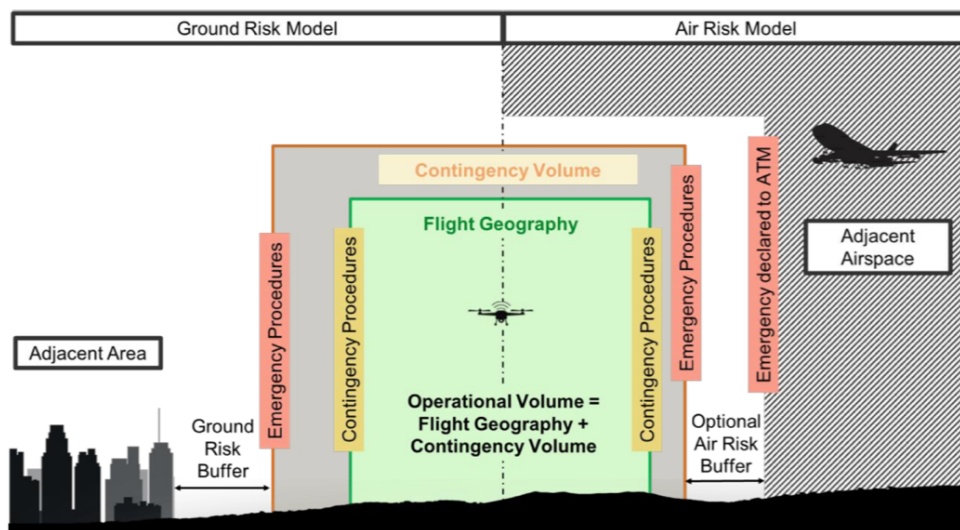 Ground Risk Model
Air Risk Model
Contingency Volume
Flight Geography
Emergency Procedures
Contingency Procedures
Contingency Procedures
Emergency Procedures
Emergency declared to ATM
Adjacent
Airspace
Adjacent Area
Operational Volume =
Flight Geography +
Contingency Volume
Ground
Risk
Buffer
Optional
Air Risk
Buffer